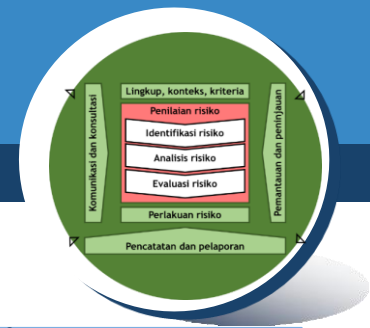 Lingkup, konteks, kriteria
Komunikasi dan konsultasi
Penilaian risiko
Identifikasi risiko
Analisis risiko
Evaluasi risiko
Pemantauan dan peninjauan
Perlakuan risiko
Pencatatan dan pelaporan